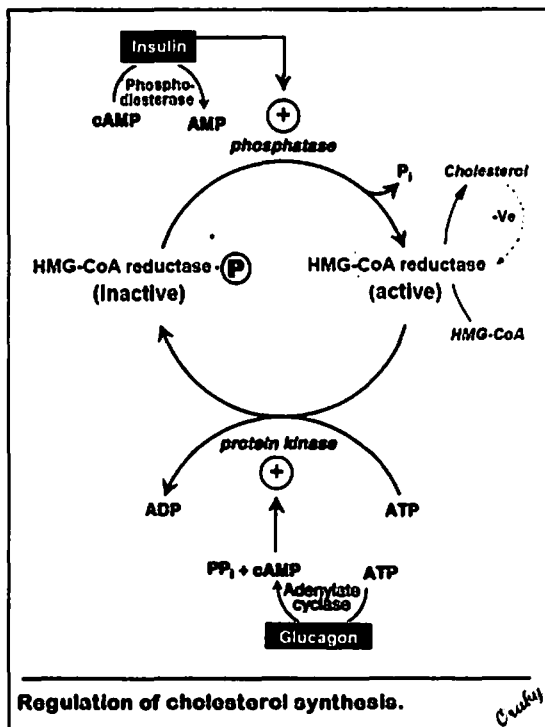 Insulin
Phospho-
diesterase
cAMP AMP
+
phosphatase
Pi
Cholesterol
-Ve
HMG-CoA reductase - P
(inactive)
HMG-CoA reductase
(active)
HMG-CoA
protein kinase
+
ADP
ATP
PPi + cAMP
ATP
Adenylate
cyclase
Glucagon
Regulation of cholesterol synthesis.